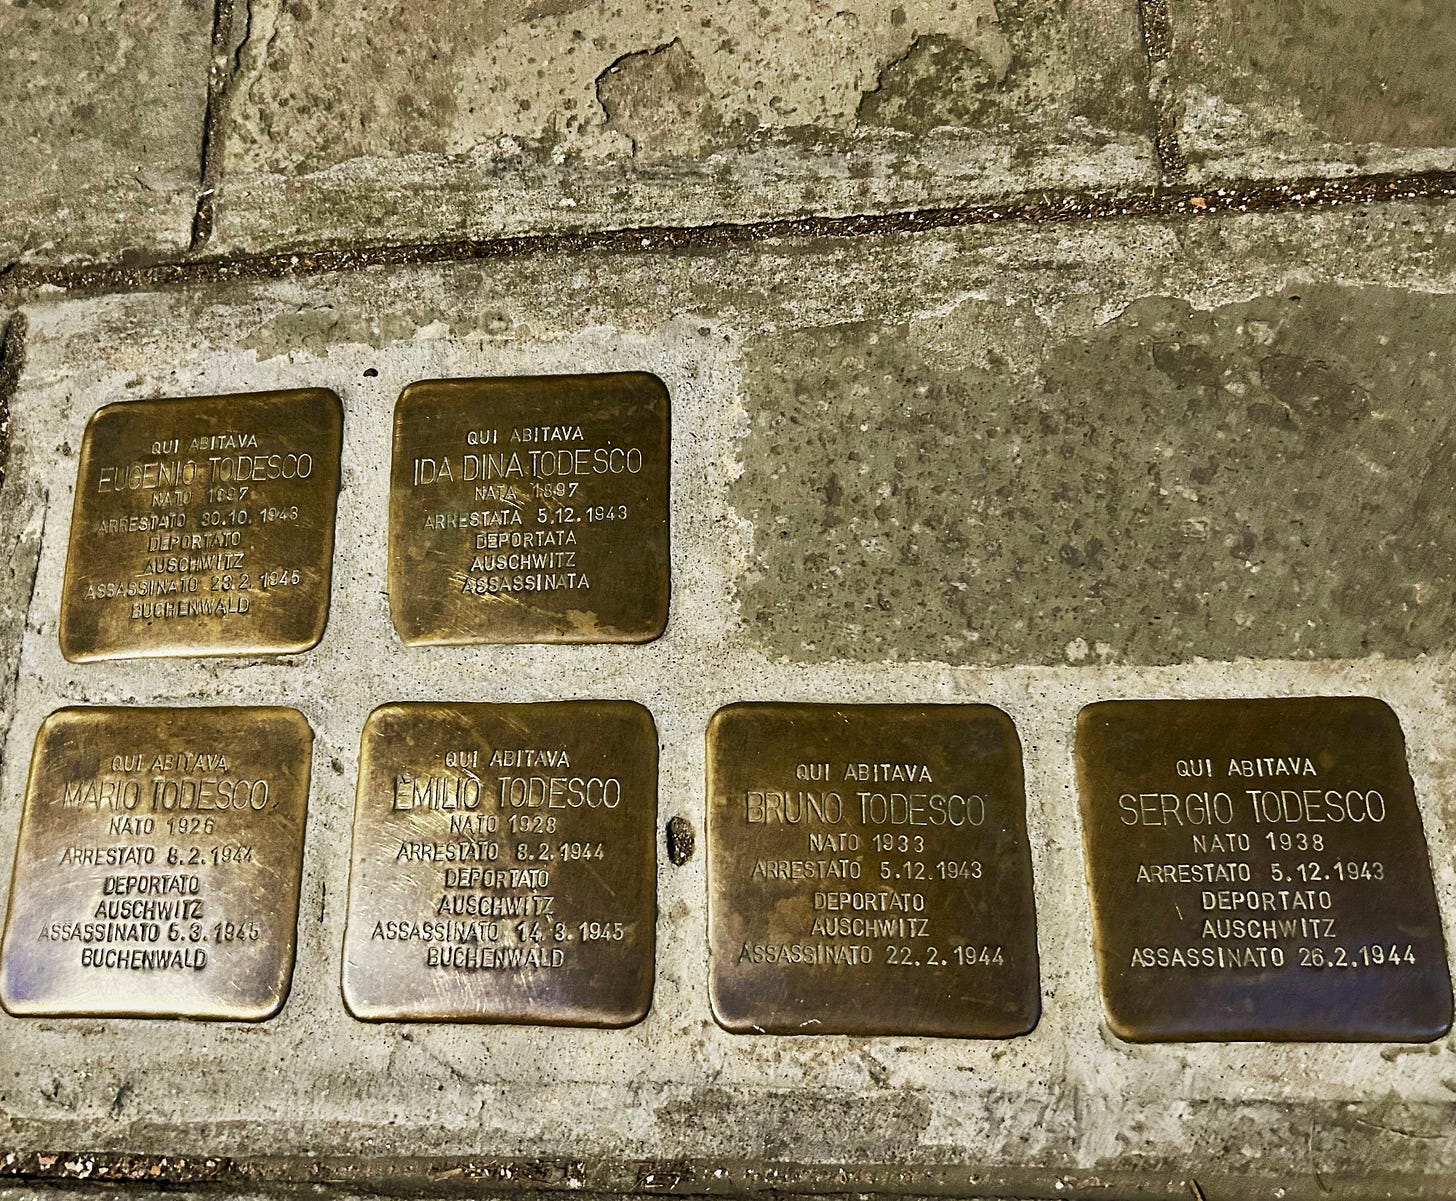 QUI ABITAVA
EUGENIO TODESCO
NATO 1897
ARRESTATO 30.10.1943
DEPORTATO
AUSCHWITZ
ASSASSINATO 23.2.1945
BUCHENWALD
QUI ABITAVA
IDA DINA TODESCO
NATA 1897
ARRESTATA 5.12.1943
DEPORTATA
AUSCHWITZ
ASSASSINATA
QUI ABITAVA
MARIO TODESCO
NATO 1926
ARRESTATO 8.2.1944
DEPORTATO
AUSCHWITZ
ASSASSINATO 5.3.1945
BUCHENWALD
QUI ABITAVA
EMILIO TODESCO
NATO 1928
ARRESTATO 8.2.1944
DEPORTATO
AUSCHWITZ
ASSASSINATO 14.3.1945
BUCHENWALD
QUI ABITAVA
BRUNO TODESCO
NATO 1933
ARRESTATO 5.12.1943
DEPORTATO
AUSCHWITZ
ASSASSINATO 22.2.1944
QUI ABITAVA
SERGIO TODESCO
NATO 1938
ARRESTATO 5.12.1943
DEPORTATO
AUSCHWITZ
ASSASSINATO 26.2.1944